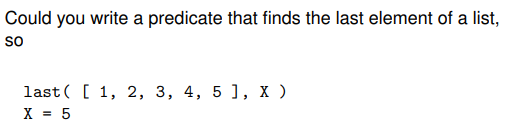 Could you write a predicate that finds the last element of a list,
so
last( [ 1, 2, 3, 4, 5 ], X )
X = 5